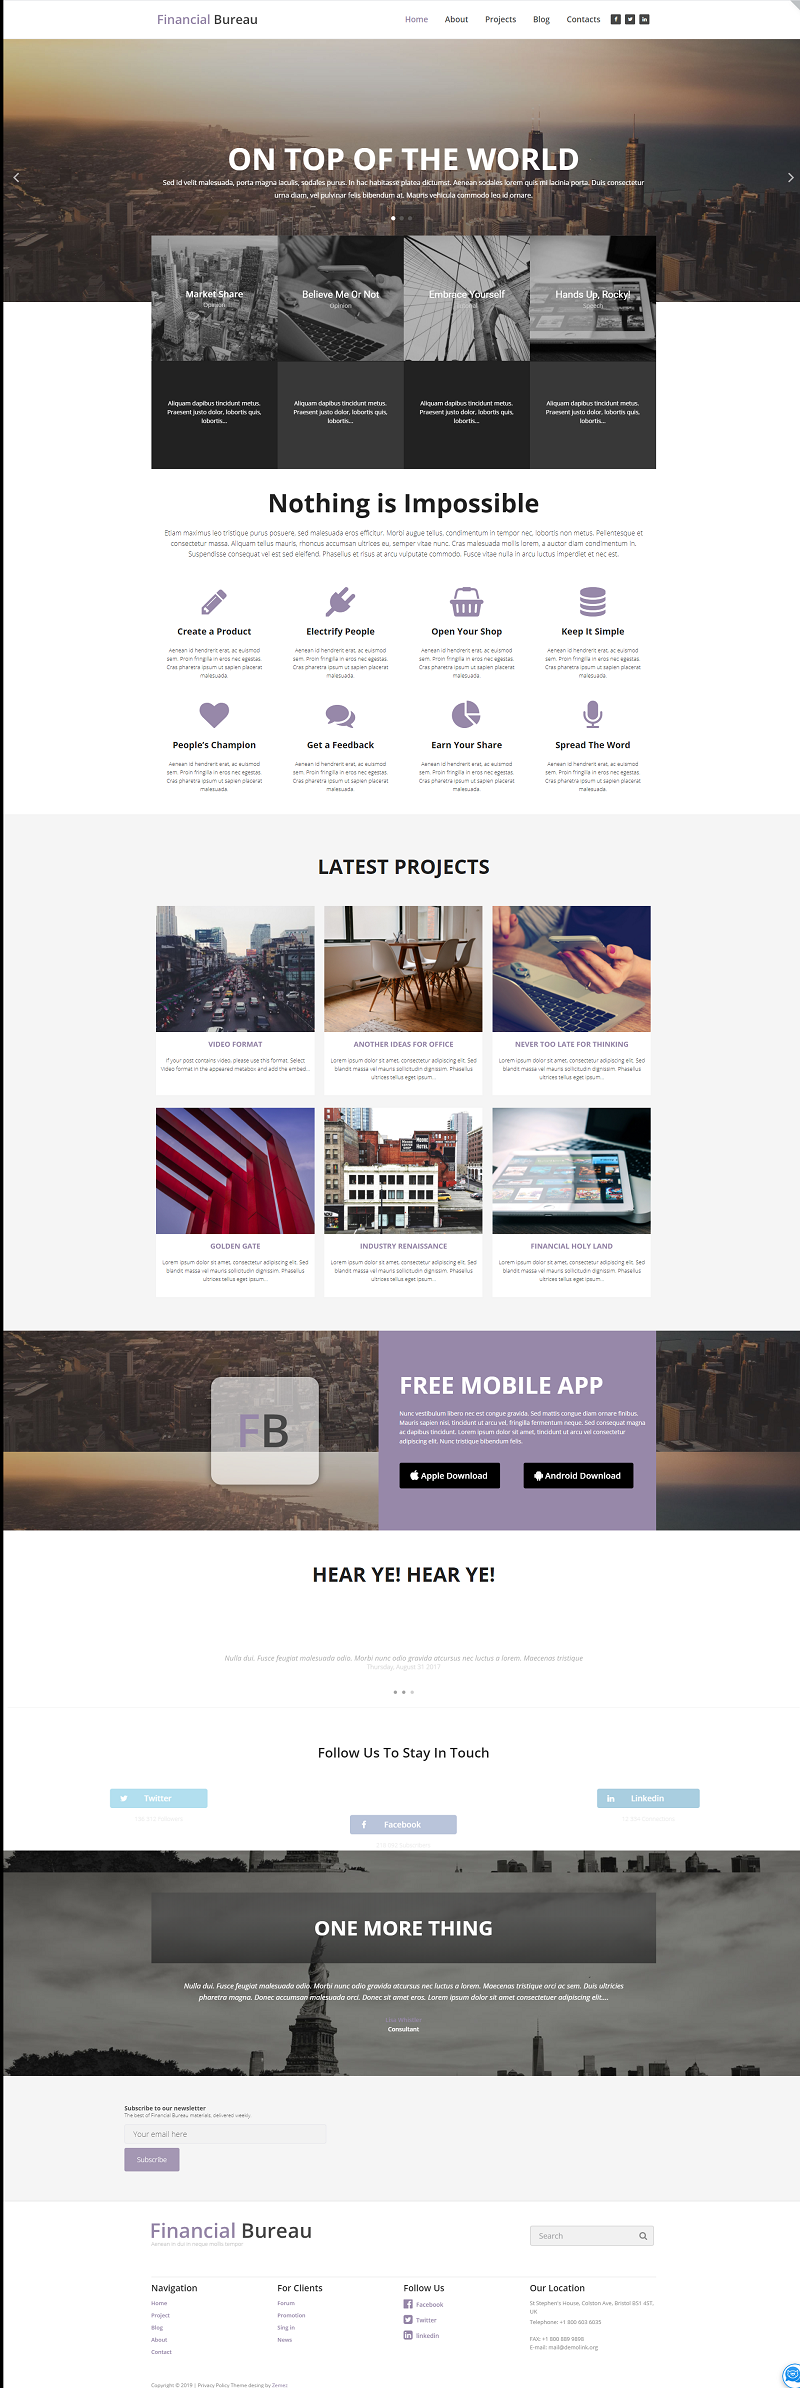 Financial Bureau
Home About Projects Blog Contacts
ON TOP OF THE WORLD
Sed id velit malesuada, porta magna iaculis, sodales purus. In hac habitasse platea dictumst. Aenean sodales lorem quis mi lacinia porta. Duis consectetur
urna diam, vel pulvinar felis bibendum at. Mauris vehicula commodo leo id ornare.
Market Share
Opinion
Believe Me Or Not
Opinion
Embrace Yourself
Hands Up, Rocky!
Speech
Aliquam dapibus tincidunt metus.
Praesent justo dolor, lobortis quis,
lobortis...
Aliquam dapibus tincidunt metus.
Praesent justo dolor, lobortis quis,
lobortis...
Aliquam dapibus tincidunt metus.
Praesent justo dolor, lobortis quis,
lobortis...
Aliquam dapibus tincidunt metus.
Praesent justo dolor, lobortis quis,
lobortis...
Nothing is Impossible
Etiam maximus leo tristique purus posuere, sed malesuada eros efficitur. Morbi augue tellus, condimentum in tempor nec, lobortis non metus. Pellentesque et
consectetur massa. Aliquam tellus mauris, rhoncus accumsan ultrices eu, semper vitae nunc. Cras malesuada mollis lorem, a auctor diam condimentum in.
Suspendisse consequat vel est sed eleifend. Phasellus et risus at arcu vulputate commodo. Fusce vitae nulla in arcu luctus imperdiet et nec est.
Create a Product
Aenean id hendrerit erat, ac euismod
sem. Proin fringilla in eros nec egestas.
Cras pharetra ipsum ut sapien placerat
malesuada.
Electrify People
Aenean id hendrerit erat, ac euismod
sem. Proin fringilla in eros nec egestas.
Cras pharetra ipsum ut sapien placerat
malesuada.
Open Your Shop
Aenean id hendrerit erat, ac euismod
sem. Proin fringilla in eros nec egestas.
Cras pharetra ipsum ut sapien placerat
malesuada.
Keep It Simple
Aenean id hendrerit erat, ac euismod
sem. Proin fringilla in eros nec egestas.
Cras pharetra ipsum ut sapien placerat
malesuada.
People's Champion
Aenean id hendrerit erat, ac euismod
sem. Proin fringilla in eros nec egestas.
Cras pharetra ipsum ut sapien placerat
malesuada.
Get a Feedback
Aenean id hendrerit erat, ac euismod
sem. Proin fringilla in eros nec egestas.
Cras pharetra ipsum ut sapien placerat
malesuada.
Earn Your Share
Aenean id hendrerit erat, ac euismod
sem. Proin fringilla in eros nec egestas.
Cras pharetra ipsum ut sapien placerat
malesuada.
Spread The Word
Aenean id hendrerit erat, ac euismod
sem. Proin fringilla in eros nec egestas.
Cras pharetra ipsum ut sapien placerat
malesuada.
LATEST PROJECTS
VIDEO FORMAT
If your post contains video, please use this format. Select
Video format in the appeared metabox and add the embed...
ANOTHER IDEAS FOR OFFICE
Lorem ipsum dolor sit amet, consectetur adipiscing elit. Sed
blandit massa vel mauris sollicitudin dignissim. Phasellus
ultrices tellus eget ipsum...
NEVER TOO LATE FOR THINKING
Lorem ipsum dolor sit amet, consectetur adipiscing elit. Sed
blandit massa vel mauris sollicitudin dignissim. Phasellus
ultrices tellus eget ipsum...
GOLDEN GATE
Lorem ipsum dolor sit amet, consectetur adipiscing elit. Sed
blandit massa vel mauris sollicitudin dignissim. Phasellus
ultrices tellus eget ipsum...
INDUSTRY RENAISSANCE
Lorem ipsum dolor sit amet, consectetur adipiscing elit. Sed
blandit massa vel mauris sollicitudin dignissim. Phasellus
ultrices tellus eget ipsum...
FINANCIAL HOLY LAND
Lorem ipsum dolor sit amet, consectetur adipiscing elit. Sed
blandit massa vel mauris sollicitudin dignissim. Phasellus
ultrices tellus eget ipsum...
FB
FREE MOBILE APP
Nunc vestibulum libero nec est congue gravida. Sed mattis congue diam ornare finibus.
Mauris sapien nisi, tincidunt ut arcu vel, fringilla fermentum neque. Sed consequat magna
ac dapibus tincidunt. Lorem ipsum dolor sit amet, tincidunt ut arcu vel consectetur
adipiscing elit. Nunc tristique bibendum felis.
Apple Download
Android Download
HEAR YE! HEAR YE!
Nulla dui. Fusce feugiat malesuada odio. Morbi nunc odio gravida atcursus nec luctus a lorem. Maecenas tristique
Thursday, August 31 2017
Follow Us To Stay In Touch
Twitter
Facebook
Linkedin
ONE MORE THING
Nulla dui. Fusce feugiat malesuada odio. Morbi nunc odio gravida atcursus nec luctus a lorem. Maecenas tristique orci ac sem. Duis ultricies
pharetra magna. Donec accumsan malesuada orci. Donec sit amet eros. Lorem ipsum dolor sit amet consectetuer adipiscing elit....
Consultant
Subscribe to our newsletter
The best of Financial Bureau materials, delivered weekly.
Your email here
Subscribe
Financial Bureau
Aenean in dui in neque mollis tempor
Search
Navigation
Home
Project
Blog
About
Contact
For Clients
Forum
Promotion
Sing in
News
Follow Us
Facebook
Twitter
linkedin
Our Location
St Stephen's House, Colston Ave, Bristol BS1 4ST,
UK
Telephone: +1 800 603 6035
FAX: +1 800 889 9898
E-mail: mail@demolink.org
Copyright © 2019 | Privacy Policy Theme desing by Zemez